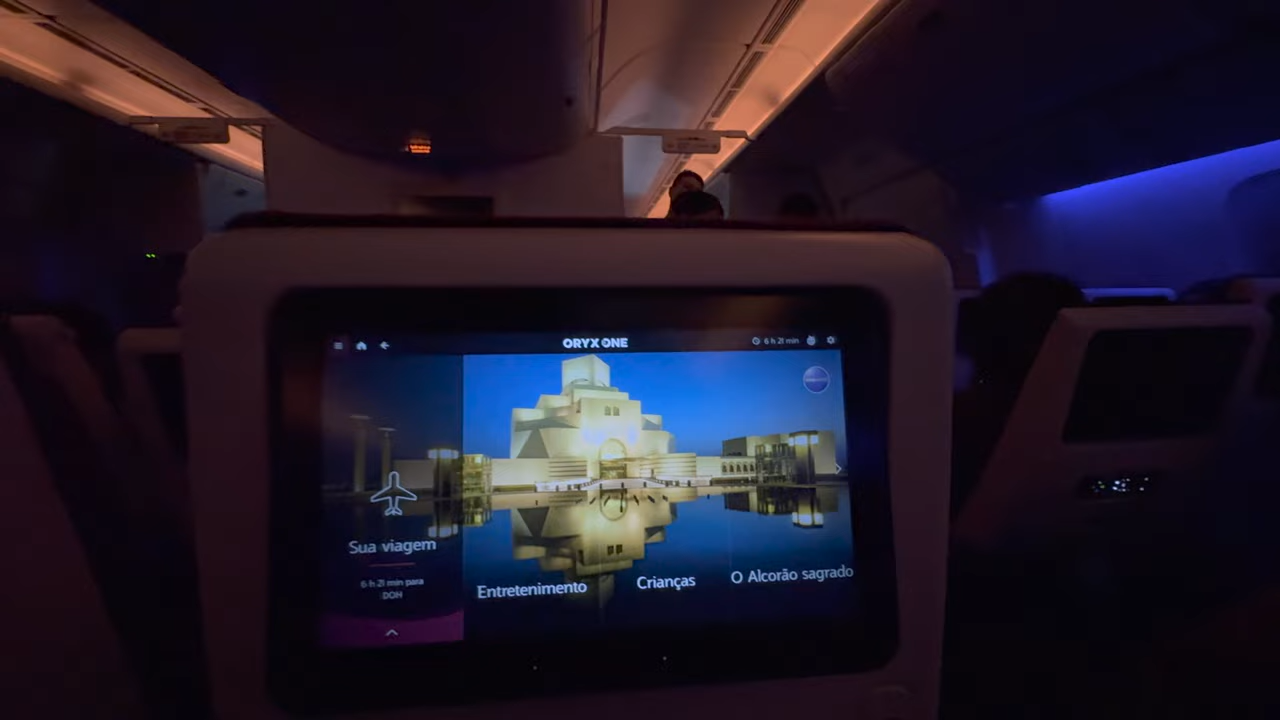 ORYX ONE
6 h 21 min
Sua viagem
6 h 21 min para
DOH
Entretenimento
Crianças
O Alcorão sagrado